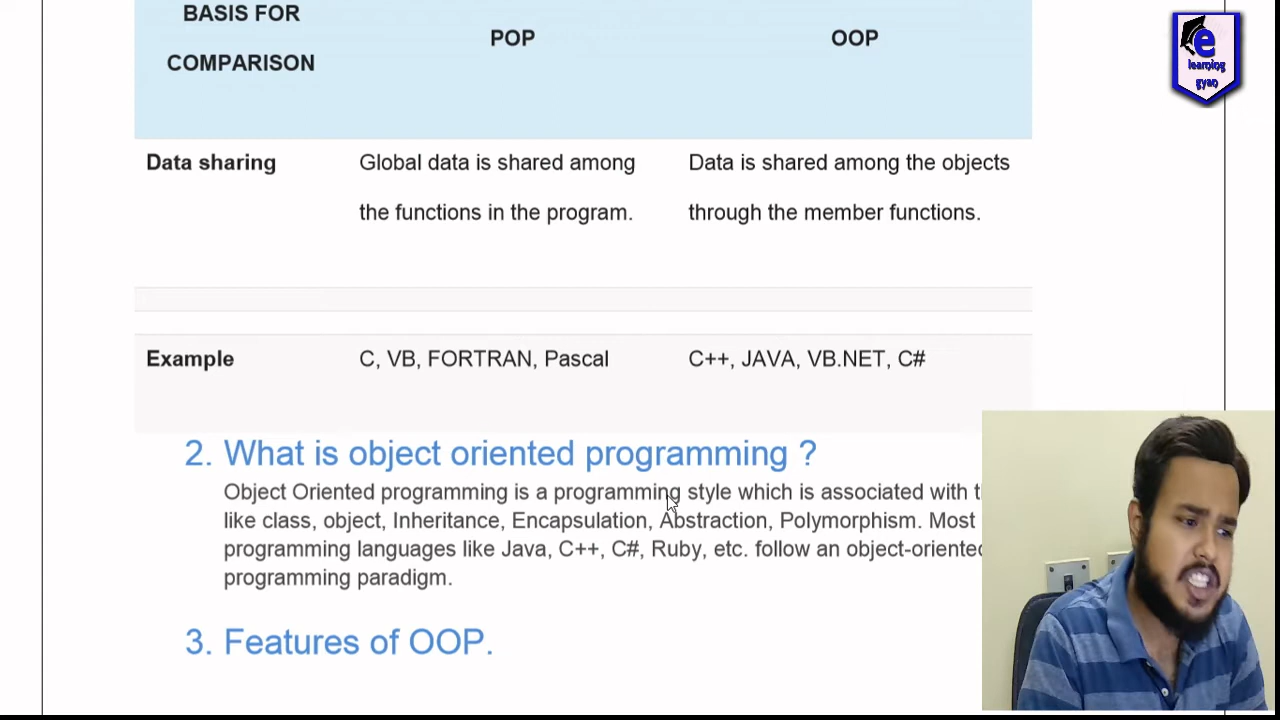 BASIS FOR
COMPARISON
POP
OOP
Data sharing
Global data is shared among
the functions in the program.
Data is shared among the objects
through the member functions.
Example
C, VB, FORTRAN, Pascal
C++, JAVA, VB.NET, C#
2. What is object oriented programming ?
Object Oriented programming is a programming style which is associated with
like class, object, Inheritance, Encapsulation, Abstraction, Polymorphism. Most
programming languages like Java, C++, C#, Ruby, etc. follow an object-oriented
programming paradigm.
3. Features of OOP.
e
learning
gyan